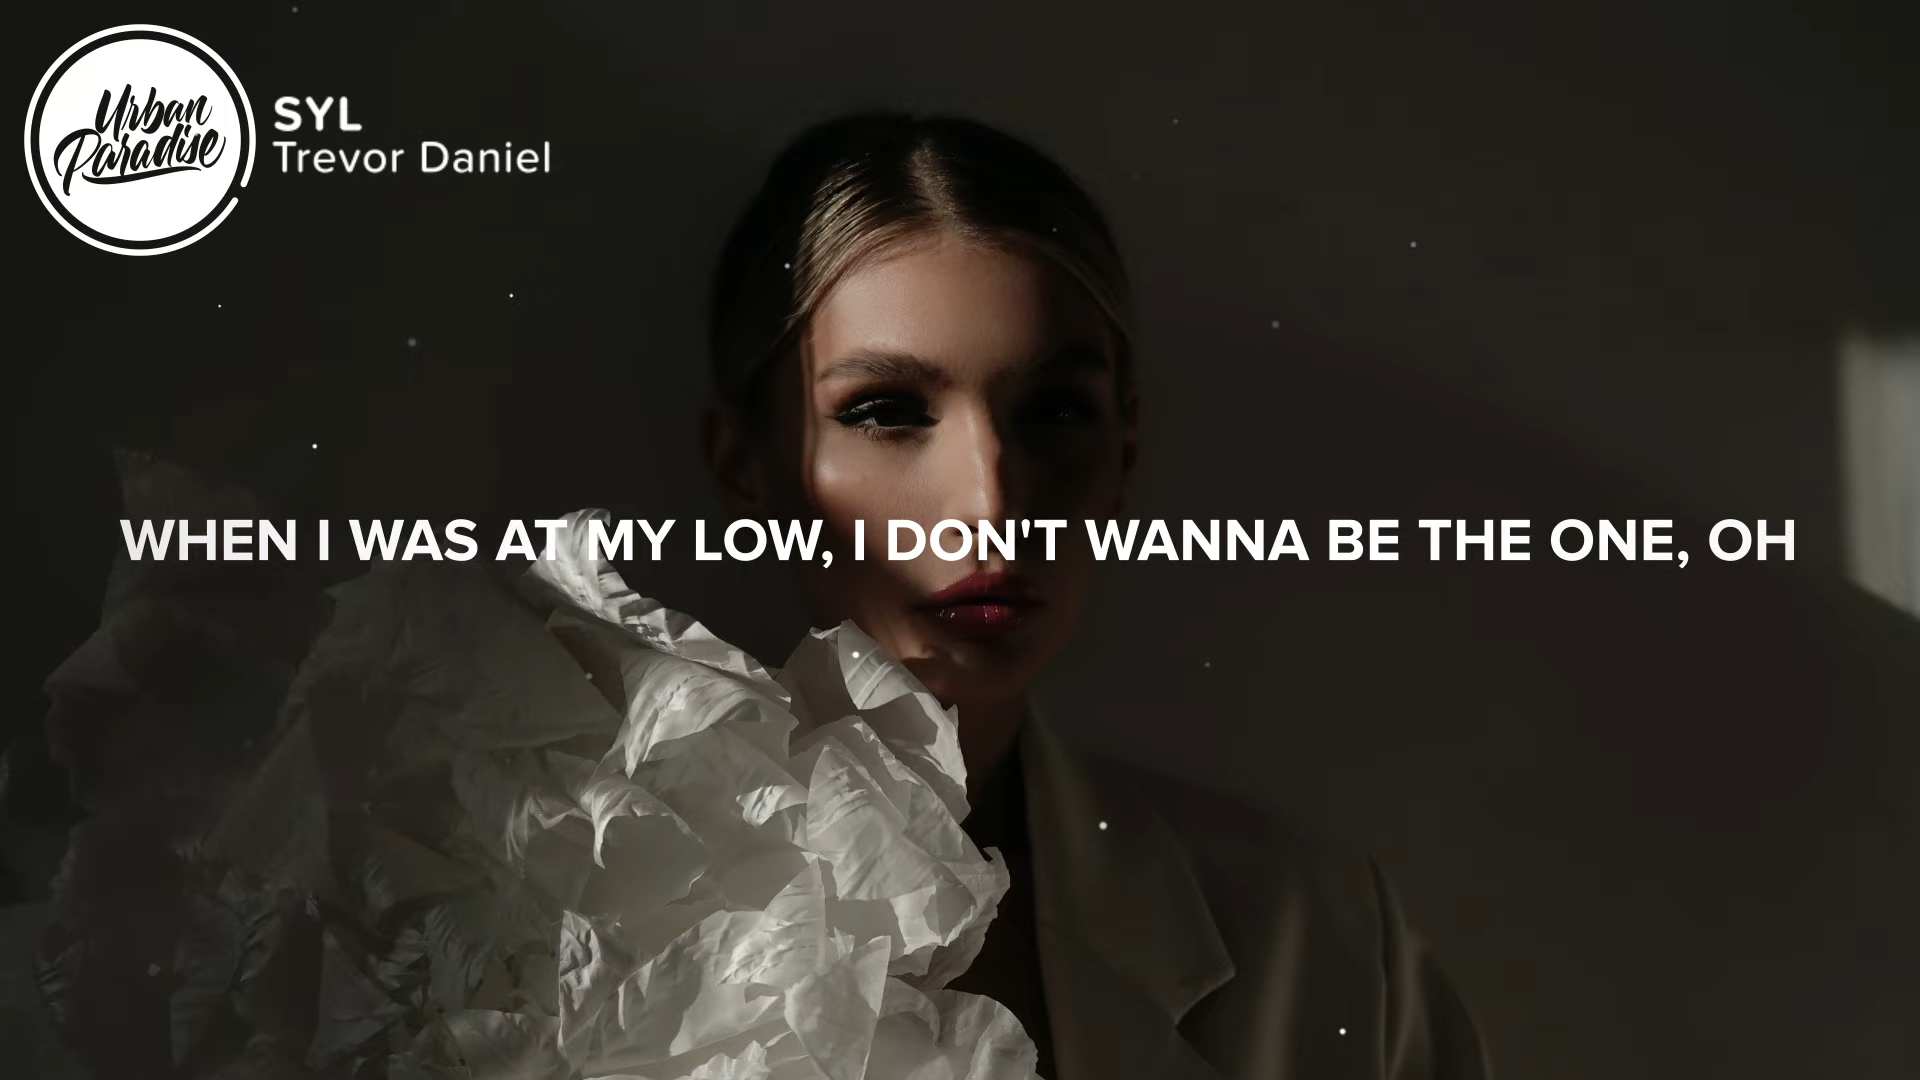 Urban
Paradise
SYL
Trevor Daniel
WHEN I WAS AT MY LOW, I DON'T WANNA BE THE ONE, OH